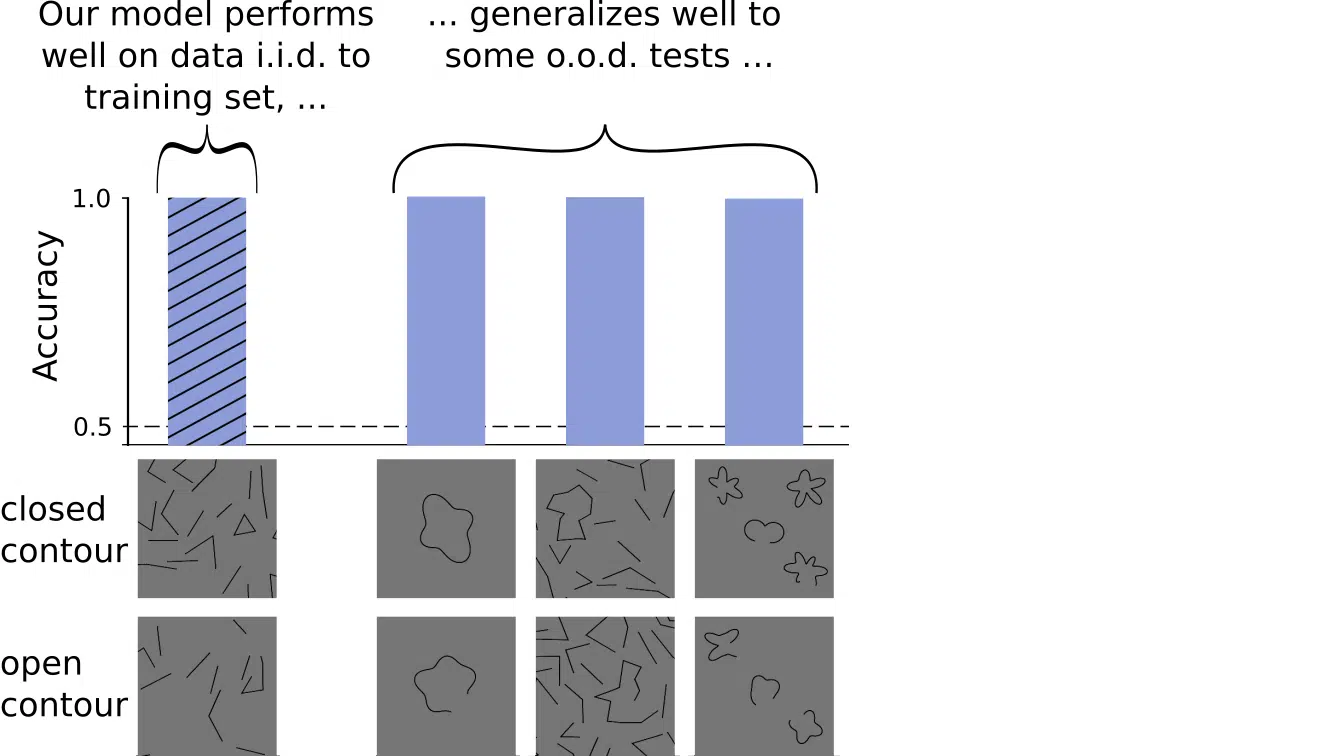 Our model performs
well on data i.i.d. to
training set, ...
... generalizes well to
some o.o.d. tests ...
1.0
Accuracy
0.5
closed
contour
open
contour